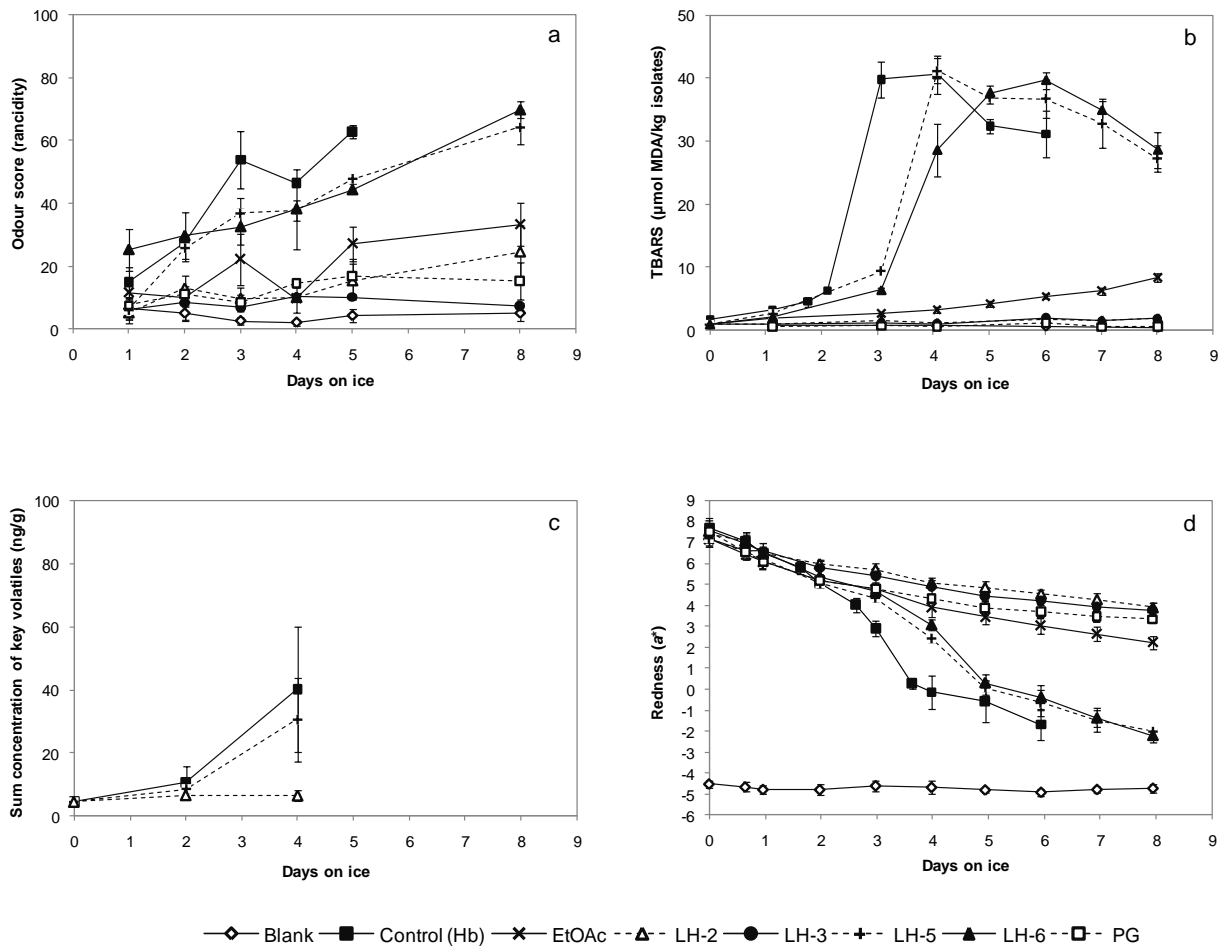 a
100
80
60
40
20
0
Odour score (rancidity)
0 1 2 3 4 5 6 7 8 9
Days on ice
b
50
40
30
20
10
0
TBARS (µmol MDA/kg isolates)
0 1 2 3 4 5 6 7 8 9
Days on ice
c
100
80
60
40
20
0
Sum concentration of key volatiles (ng/g)
0 1 2 3 4 5 6 7 8 9
Days on ice
d
9
8
7
6
5
4
3
2
1
0
-1
-2
-3
-4
-5
-6
Redness (a*)
0 1 2 3 4 5 6 7 8 9
Days on ice
Blank Control (Hb) EtOAc LH-2 LH-3 LH-5 LH-6 PG